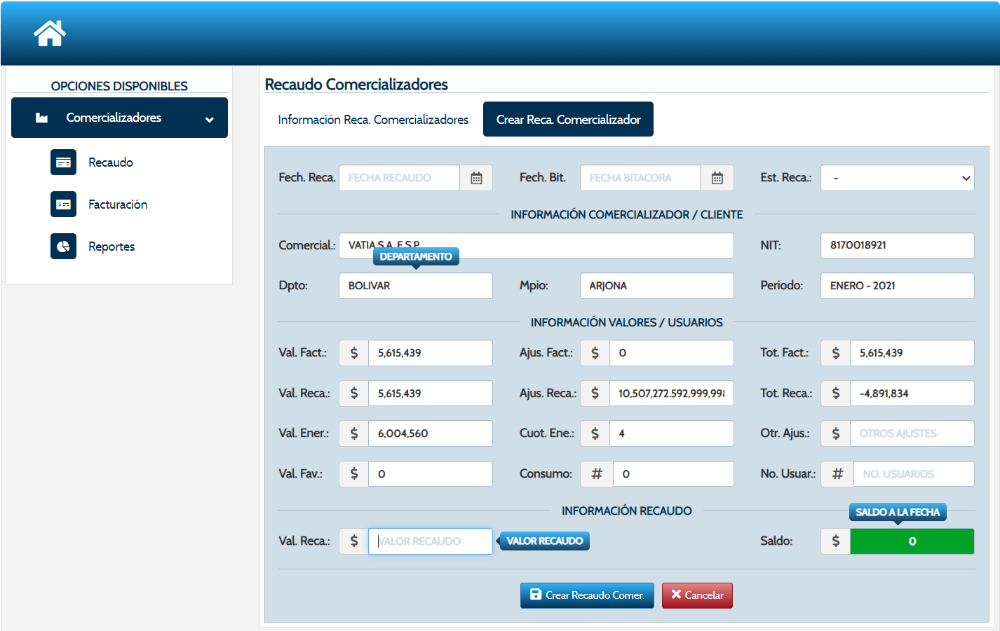 OPCIONES DISPONIBLES
Comercializadores
Recaudo
Facturación
Reportes
Recaudo Comercializadores
Información Reca. Comercializadores
Crear Reca. Comercializador
Fech. Reca. FECHA RECAUDO Fech. Bit. FECHA BITACORA Est. Reca.: -
INFORMACIÓN COMERCIALIZADOR / CLIENTE
Comercial.: VATIA S.A. E.S.P. NIT: 8170018921
DEPARTAMENTO
Dpto: BOLIVAR Mpio: ARJONA Periodo: ENERO - 2021
INFORMACIÓN VALORES / USUARIOS
Val. Fact.: $ 5,615,439 Ajus. Fact.: $ 0 Tot. Fact.: $ 5,615,439
Val. Reca.: $ 5,615,439 Ajus. Reca.: $ 10,507,272.592,999,998 Tot. Reca.: $ -4,891,834
Val. Ener.: $ 6,004,560 Cuot. Ene.: $ 4 Otr. Ajus.: $ OTROS AJUSTES
Val. Fav.: $ 0 Consumo: # 0 No. Usuar.: # NO. USUARIOS
INFORMACIÓN RECAUDO
SALDO A LA FECHA
Val. Reca.: $ VALOR RECAUDO VALOR RECAUDO Saldo: $ 0
Crear Recaudo Comer. Cancelar